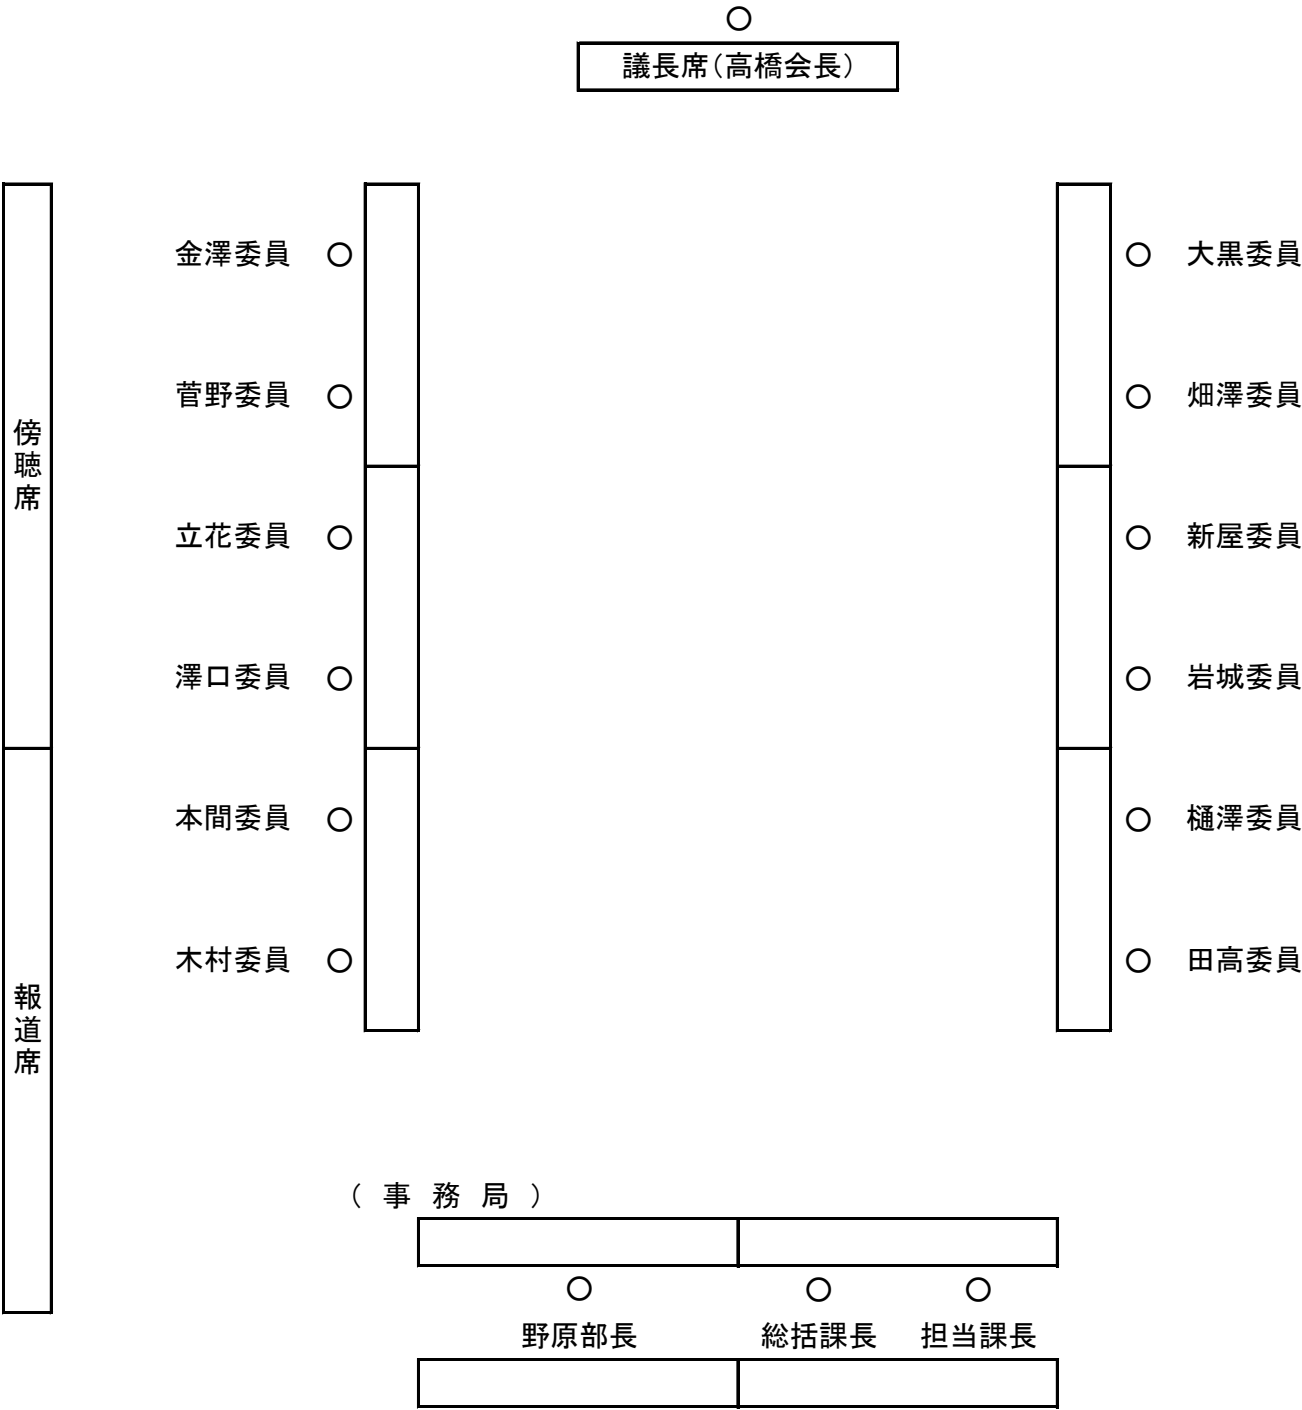 ○
議長席(高橋会長)
金澤委員 ○
○ 大黒委員
菅野委員 ○
○ 畑澤委員
傍聴席
立花委員 ○
○ 新屋委員
澤口委員 ○
○ 岩城委員
本間委員 ○
○ 樋澤委員
木村委員 ○
○ 田高委員
報道席
(事務局)
○ ○ ○
野原部長 総括課長 担当課長